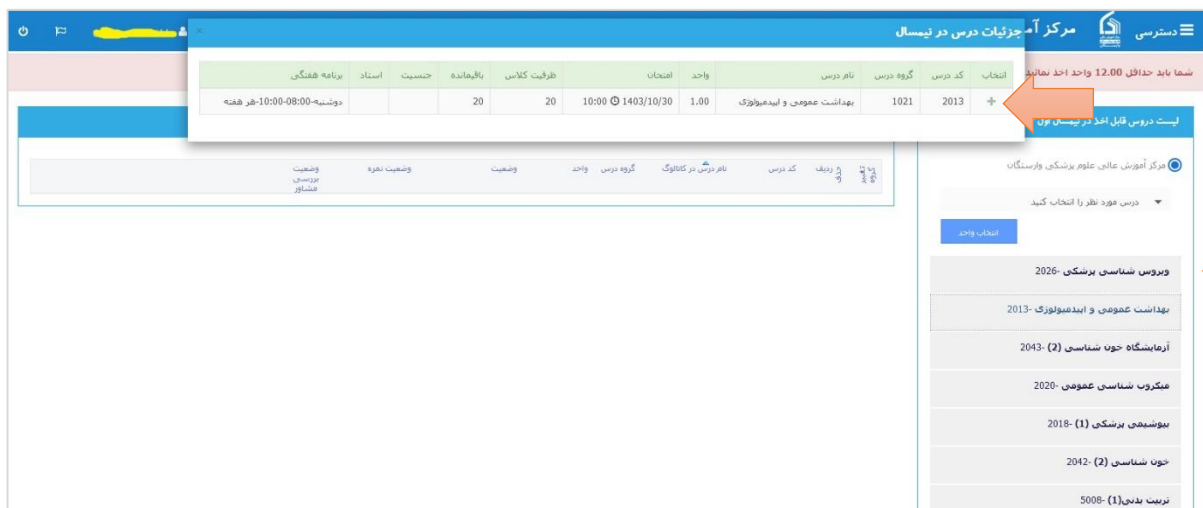 دسترسی
مرکز آم
جزئیات درس در نیمسال
×
شما باید حداقل 12.00 واحد اخذ نمائید
انتخاب کد درس گروه درس نام درس واحد امتحان ظرفیت کلاس باقیمانده جنسیت استاد برنامه هفتگی
+ 2013 1021 بهداشت عمومی و اپیدمیولوژی 1.00 1403/10/30 10:00 20 20 دوشنبه-08:00-10:00-هر هفته
لیست دروس قابل اخذ در نیمسال اول
تغییر گروه حذف ردیف کد درس نام درس در کاتالوگ گروه درس واحد وضعیت وضعیت نمره وضعیت بررسی مشاور
مرکز آموزش عالی علوم پزشکی وارستگان
درس مورد نظر را انتخاب کنید
انتخاب واحد
ویروس شناسی پزشکی -2026
بهداشت عمومی و اپیدمیولوژی -2013
آزمایشگاه خون شناسی (2) -2043
میکروب شناسی عمومی -2020
بیوشیمی پزشکی (1) -2018
خون شناسی (2) -2042
تربیت بدنی(1) -5008